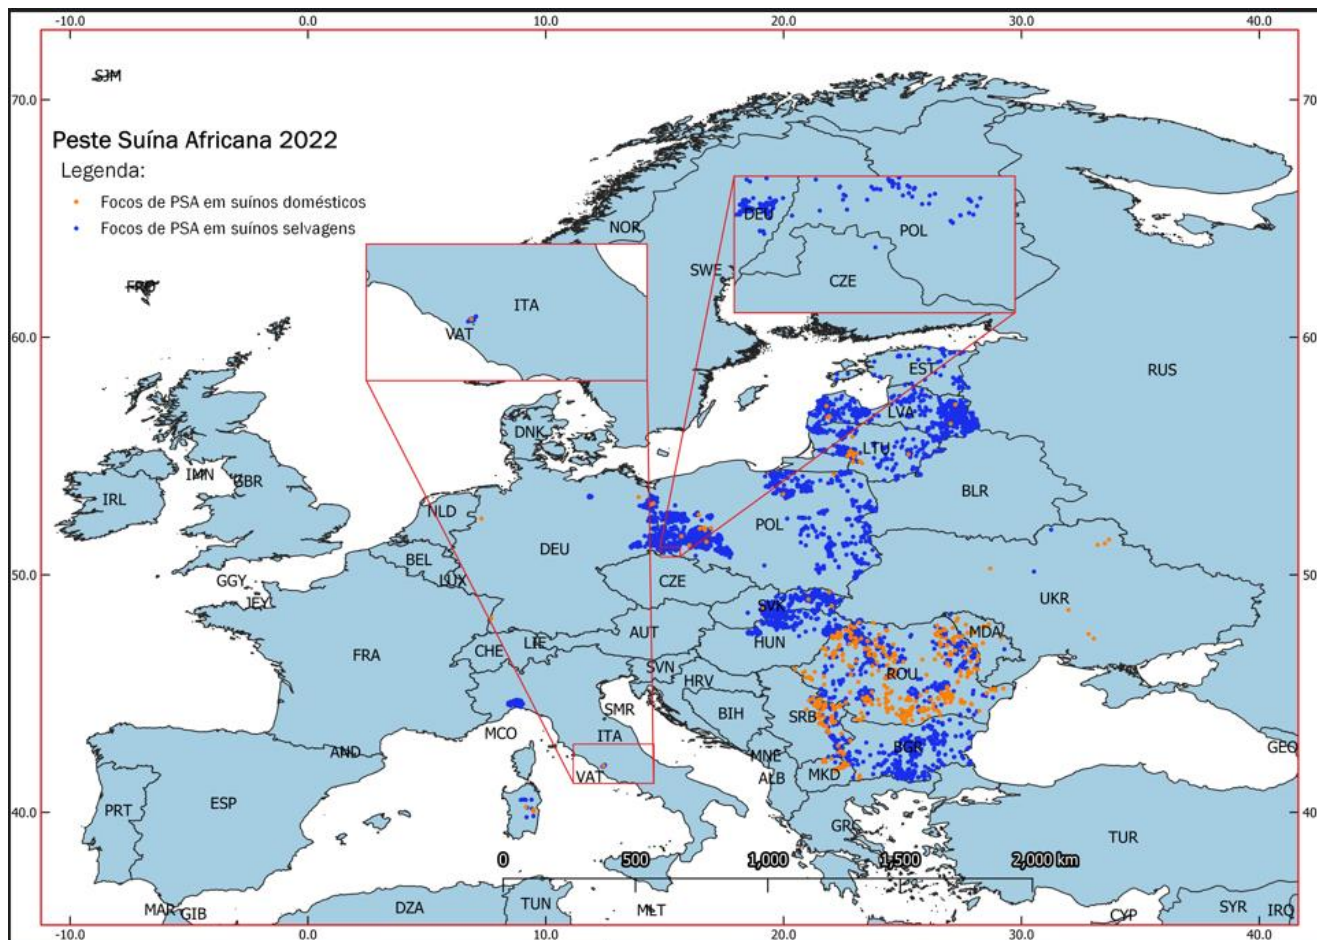 -10.0 0.0 10.0 20.0 30.0 40.0
SJM
70.0 70.0
Peste Suína Africana 2022
Legenda:
Focos de PSA em suínos domésticos
Focos de PSA em suínos selvagens
DEU POL
CZE
NOR
SWE
FRO
ITA
VAT
60.0 60.0
EST
RUS
LVA
DNK
LTU
IMN GBR
IRL
BLR
NLD
POL
DEU
BEL
50.0 50.0
GGY LUX CZE
JEY
UKR
SVK
AUT
MDA
HUN
FRA CHE LIE
SVN
ROU
HRV
SMR BIH SRB
MCO ITA
BGR
AND MNE
GEO
VAT ALB MKD
PRT ESP
40.0 40.0
GRC
TUR
0 500 1,000 1,500 2,000 km
MAR GIB DZA TUN MLT CYP SYR IRQ
-10.0 0.0 10.0 20.0 30.0 40.0